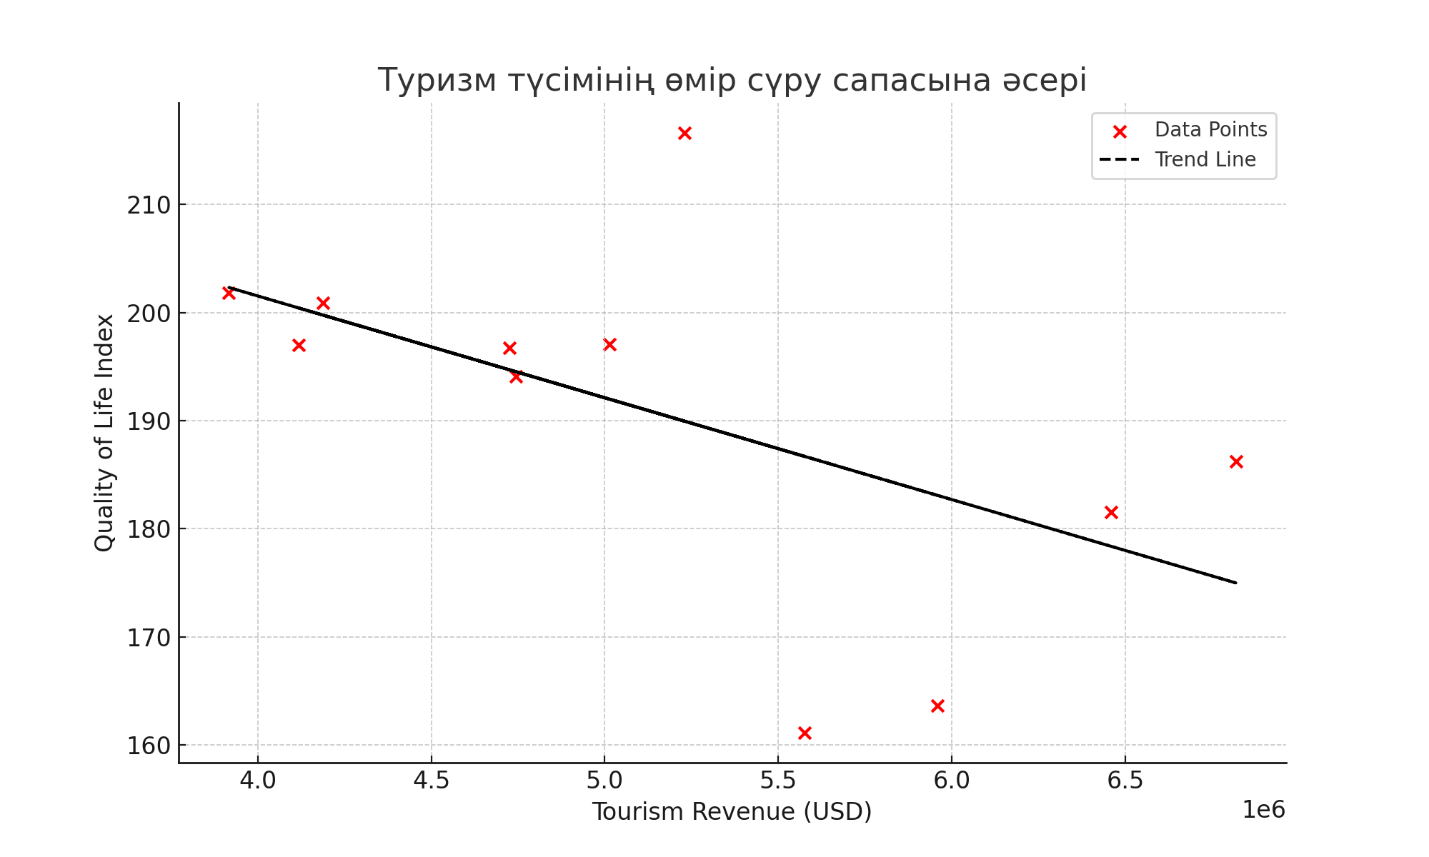 Туризм түсімінің өмір сүру сапасына әсері
Data Points
Trend Line
Quality of Life Index
210
200
190
180
170
160
4.0 4.5 5.0 5.5 6.0 6.5
1e6
Tourism Revenue (USD)